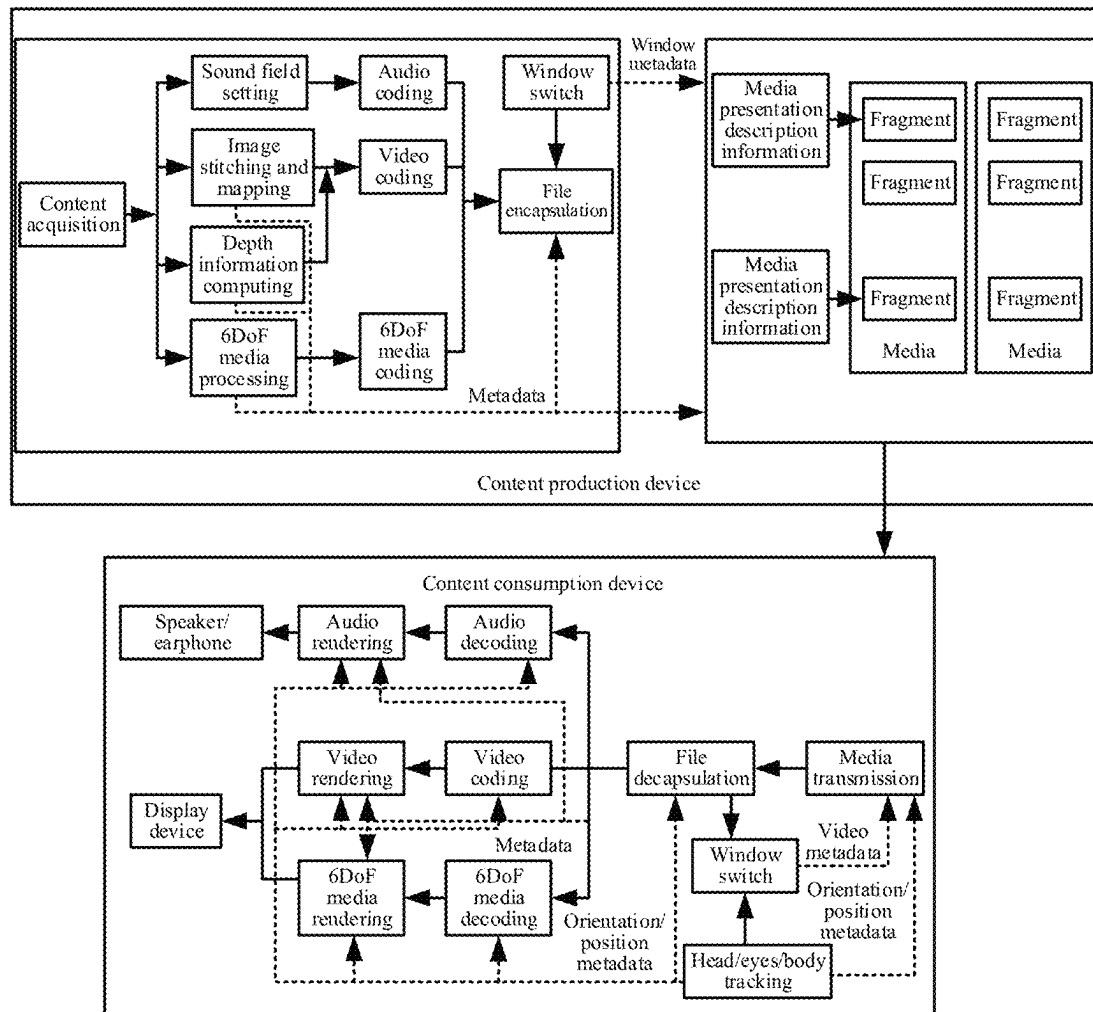 Window
metadata
Sound field
setting
Audio
coding
Window
switch
Media
presentation
description
information
Fragment
Fragment
Image
stitching and
mapping
Video
coding
File
encapsulation
Fragment
Fragment
Content
acquisition
Depth
information
computing
Media
presentation
description
information
Fragment
Fragment
6DoF
media
processing
6DoF
media
coding
Media
Media
Metadata
Content production device
Content consumption device
Speaker/
earphone
Audio
rendering
Audio
decoding
Video
rendering
Video
coding
File
decapsulation
Media
transmission
Display
device
Metadata
Window
switch
Video
metadata
6DoF
media
rendering
6DoF
media
decoding
Orientation/
position
metadata
Orientation/
position
metadata
Head/eyes/body
tracking